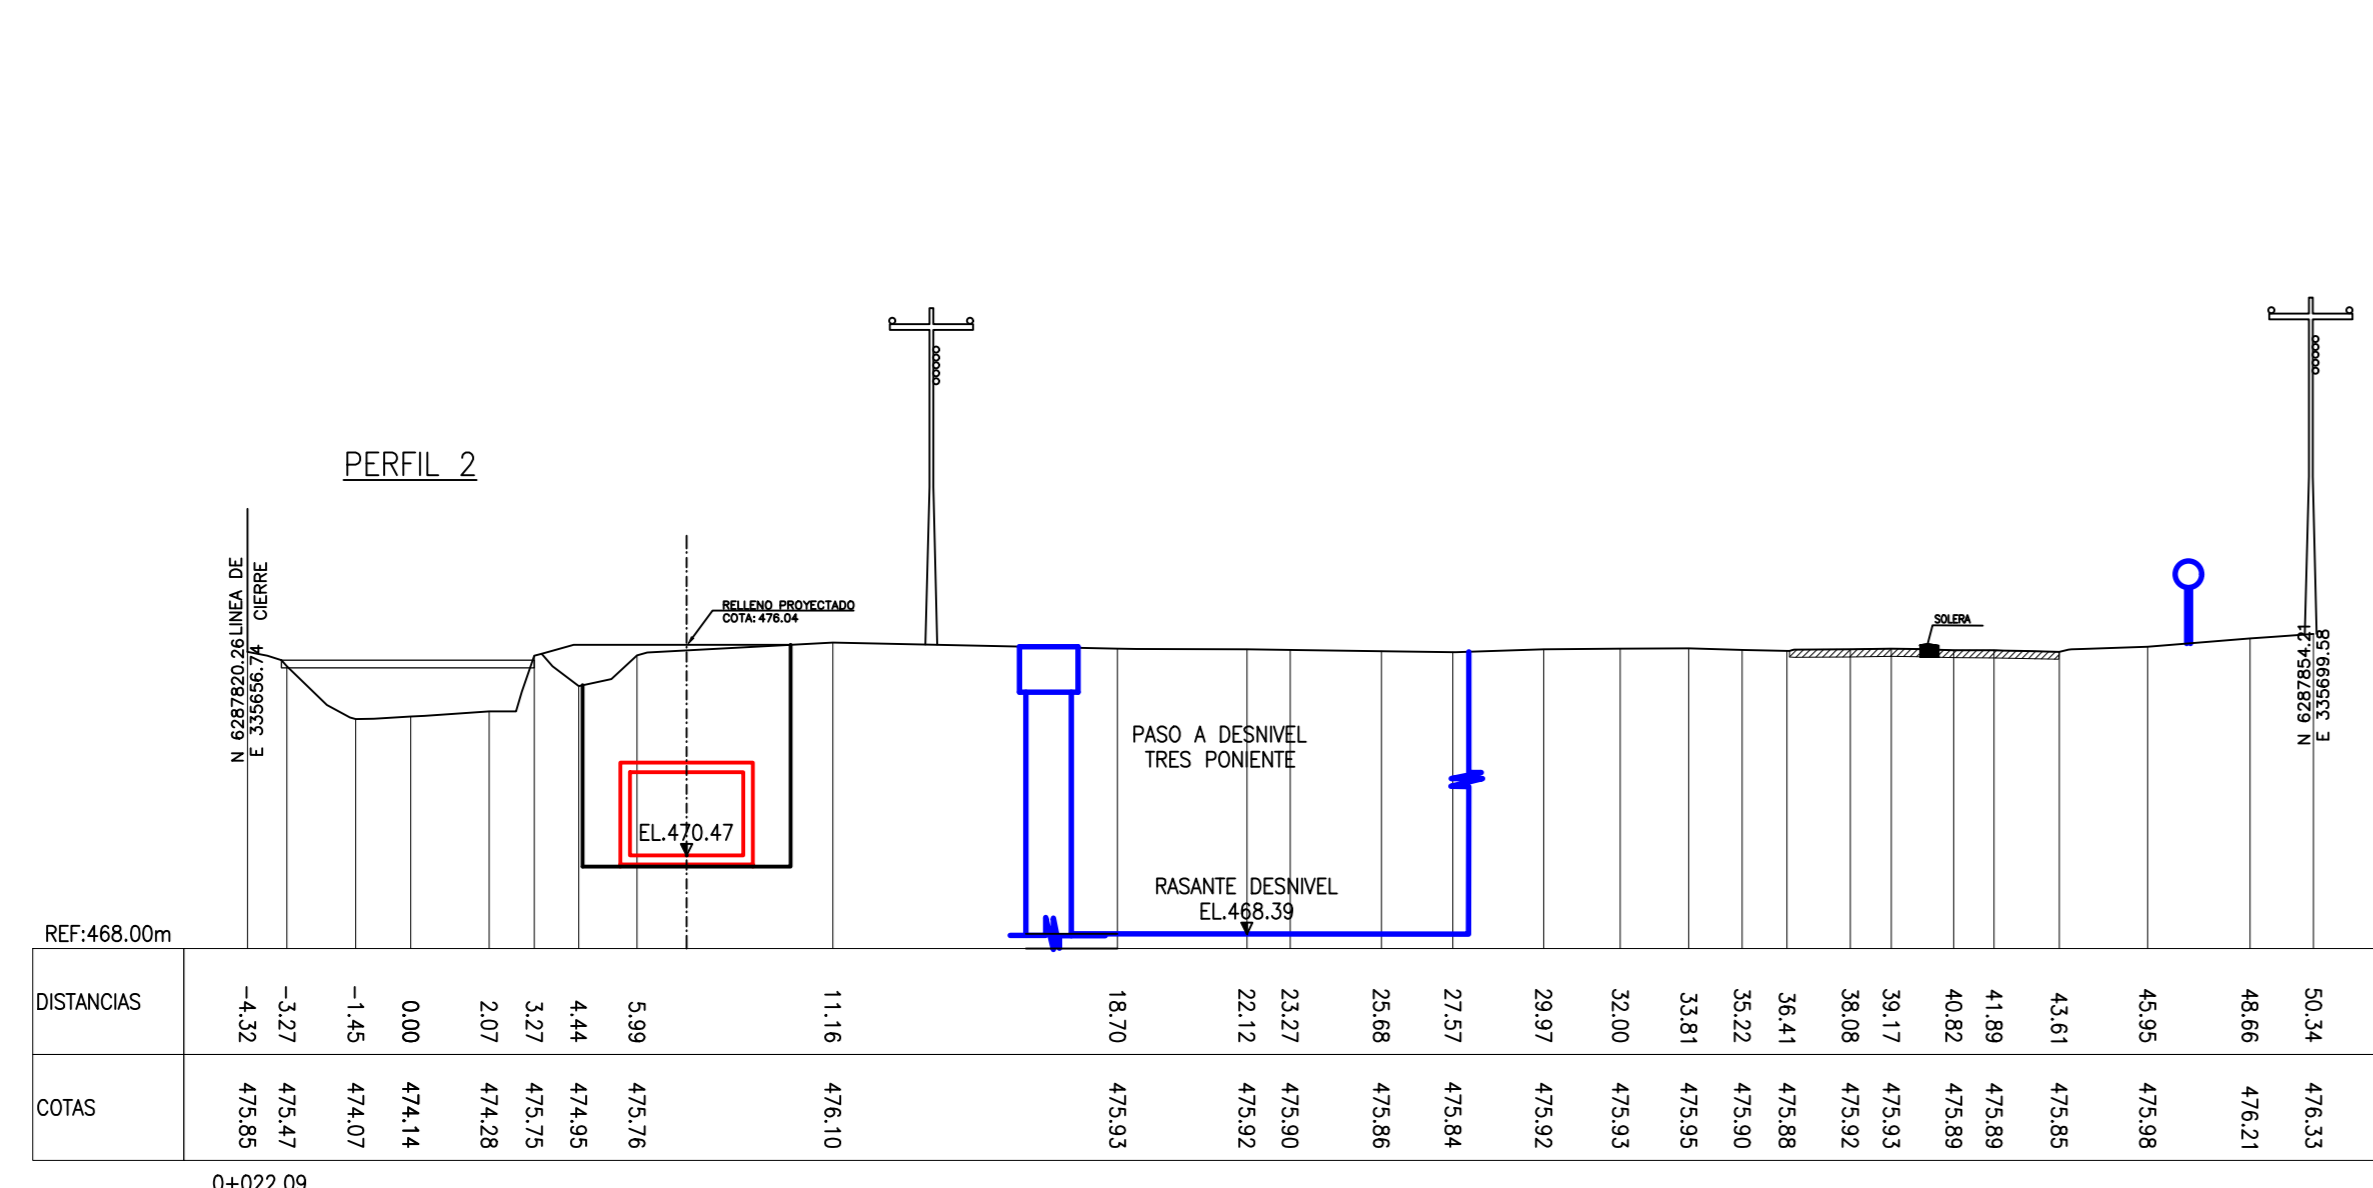 PERFIL 2
N 6287820.26 LINEA DE
E 335656.74 CIERRE
RELLENO PROYECTADO
COTA: 476.04
SOLERA
N 6287854.21
E 335699.58
PASO A DESNIVEL
TRES PONIENTE
EL.470.47
RASANTE DESNIVEL
EL.468.39
REF:468.00m
DISTANCIAS -4.32 -3.27 -1.45 0.00 2.07 3.27 4.44 5.99 11.16 18.70 22.12 23.27 25.68 27.57 29.97 32.00 33.81 35.22 36.41 38.08 39.17 40.82 41.89 43.61 45.95 48.66 50.34
COTAS 475.85 475.47 474.07 474.14 474.28 475.75 474.95 475.76 476.10 475.93 475.92 475.90 475.86 475.84 475.92 475.93 475.95 475.90 475.88 475.92 475.93 475.89 475.89 475.85 475.98 476.21 476.33
0+022.09